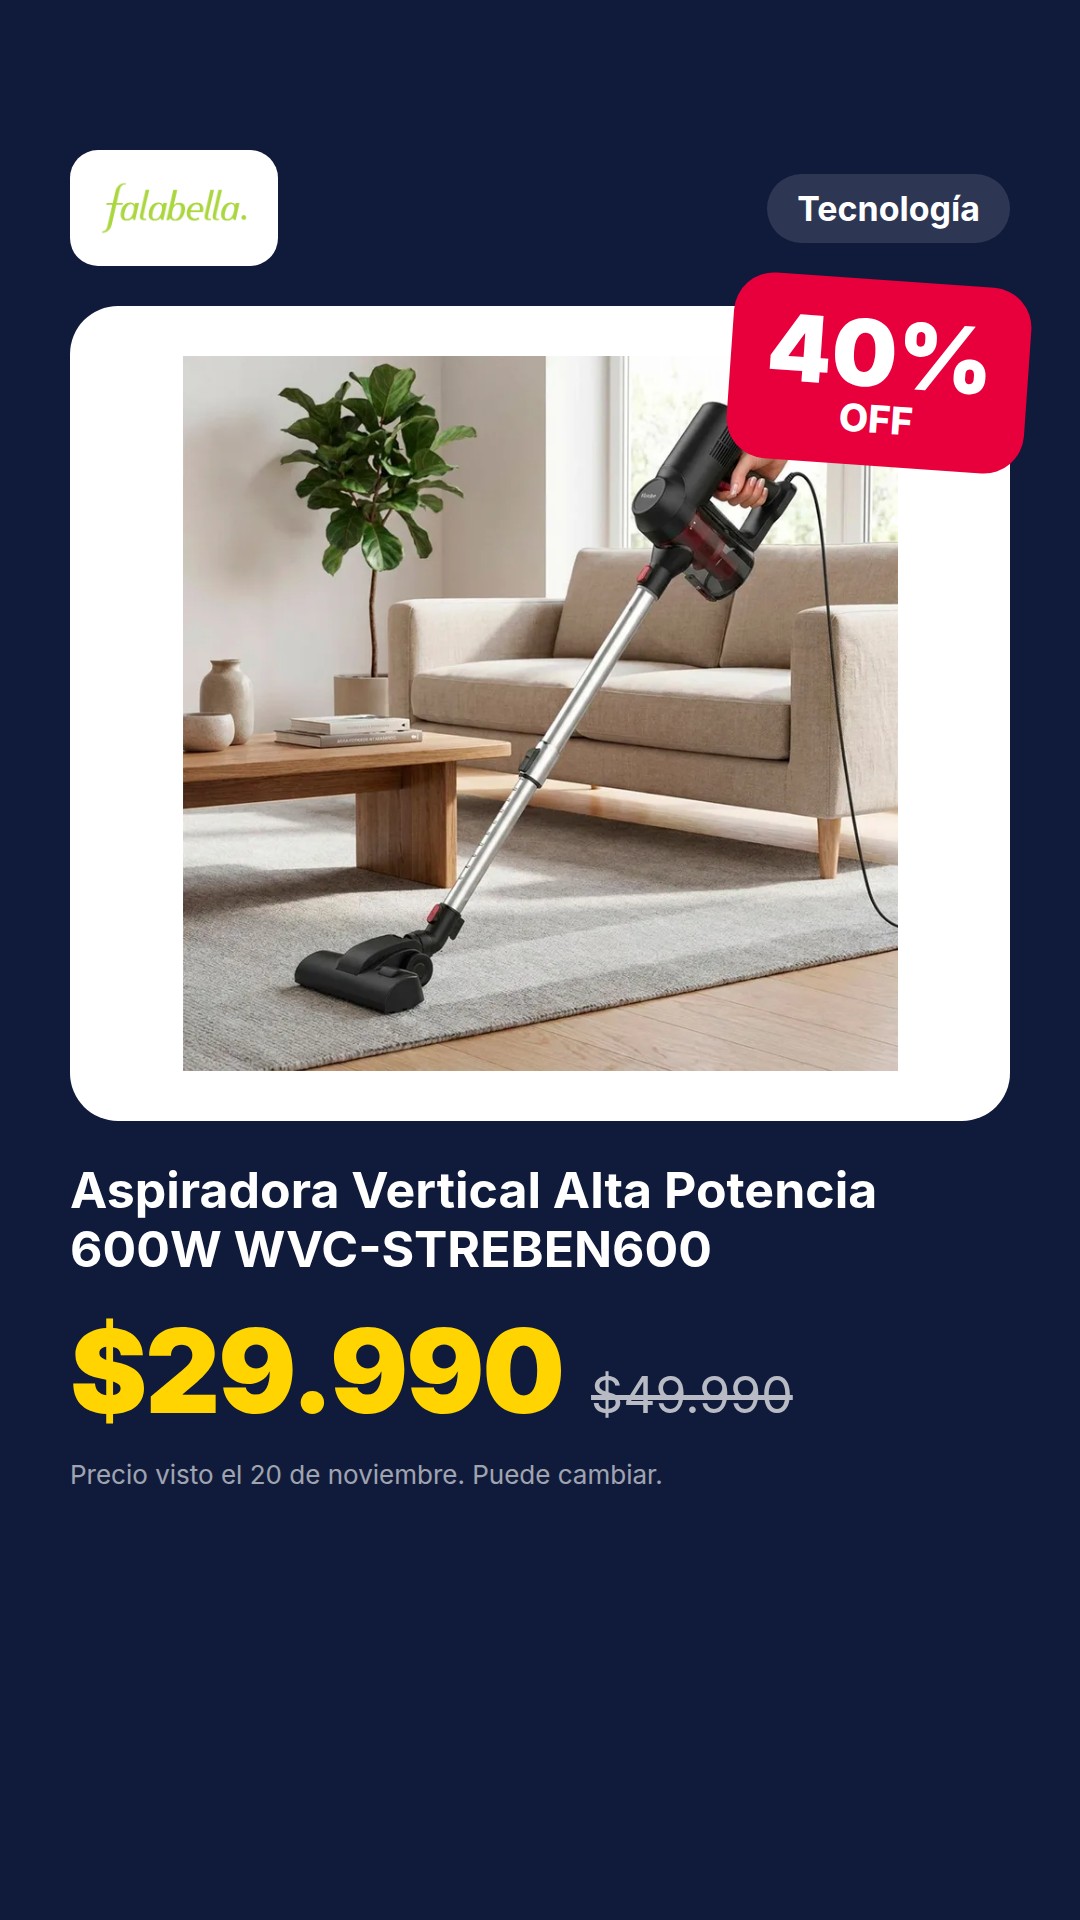 falabella.
Tecnología
40%
OFF
Aspiradora Vertical Alta Potencia
600W WVC-STREBEN600
$29.990 $49.990
Precio visto el 20 de noviembre. Puede cambiar.